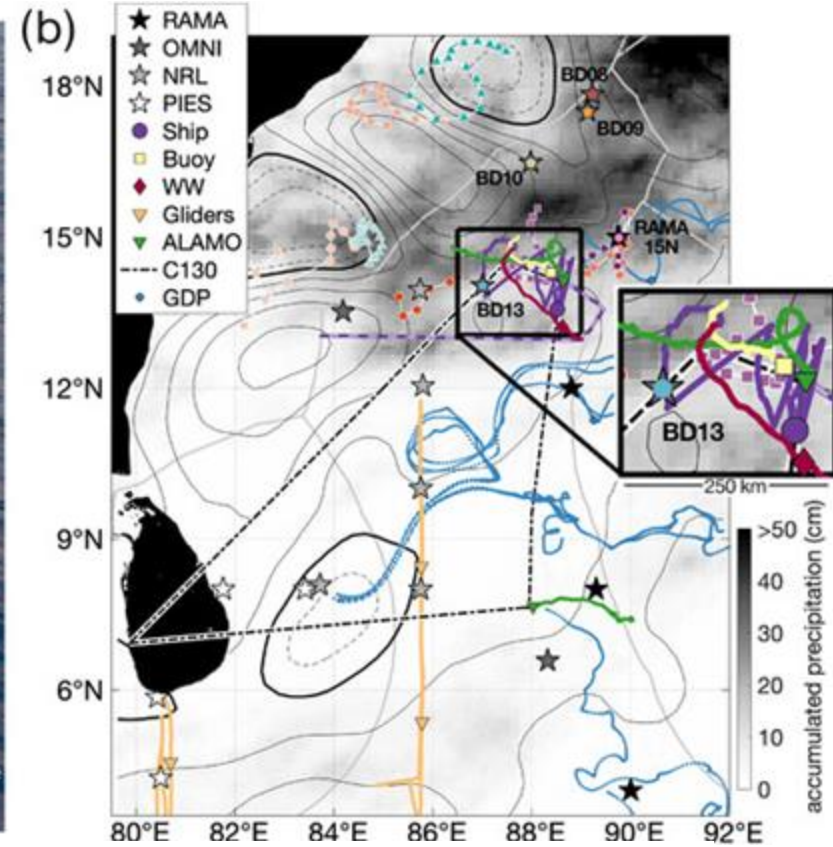 (b)
RAMA
OMNI
NRL
PIES
Ship
Buoy
WW
Gliders
ALAMO
C130
GDP
18°N
15°N
12°N
9°N
6°N
BD08
BD09
BD10
RAMA
15N
BD13
BD13
250 km
accumulated precipitation (cm)
>50
40
30
20
10
0
80°E 82°E 84°E 86°E 88°E 90°E 92°E